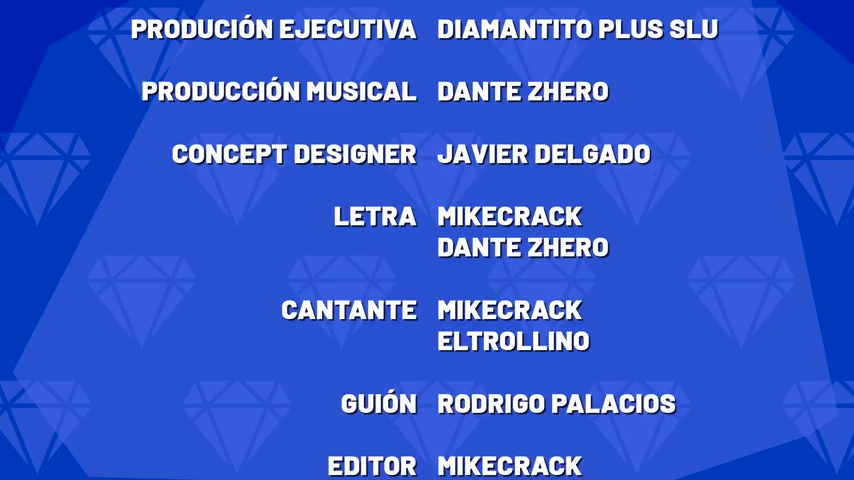 PRODUCIÓN EJECUTIVA DIAMANTITO PLUS SLU
PRODUCCIÓN MUSICAL DANTE ZHERO
CONCEPT DESIGNER JAVIER DELGADO
LETRA MIKECRACK
DANTE ZHERO
CANTANTE MIKECRACK
ELTROLLINO
GUIÓN RODRIGO PALACIOS
EDITOR MIKECRACK